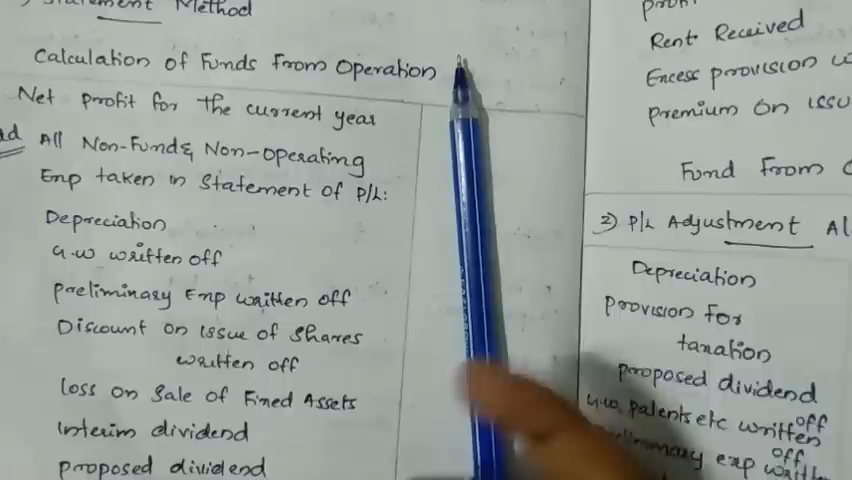 Statement Method
Calculation of Funds From Operation
Net profit for the current year
All Non-Fund & Non-Operating
Exp taken in Statement of P/L:
Depreciation
G.W written off
Preliminary Exp written off
Discount on issue of shares
written off
loss on sale of Fixed Assets
Interim dividend
proposed dividend
Rent Received
Excess provision
premium on
Fund From
2) P/L Adjustment
Depreciation
provision for
taxation
proposed dividend
G.W, patents etc written off
exp off